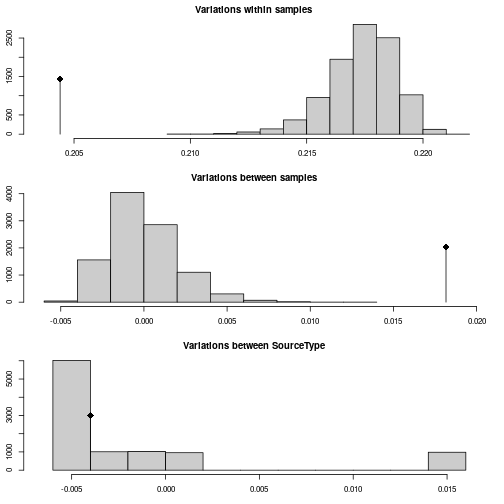 Variations within samples
2500
1500
500
0
0.205 0.210 0.215 0.220
Variations between samples
4000
3000
2000
1000
0
-0.005 0.000 0.005 0.010 0.015 0.020
Variations between SourceType
5000
3000
1000
0
-0.005 0.000 0.005 0.010 0.015